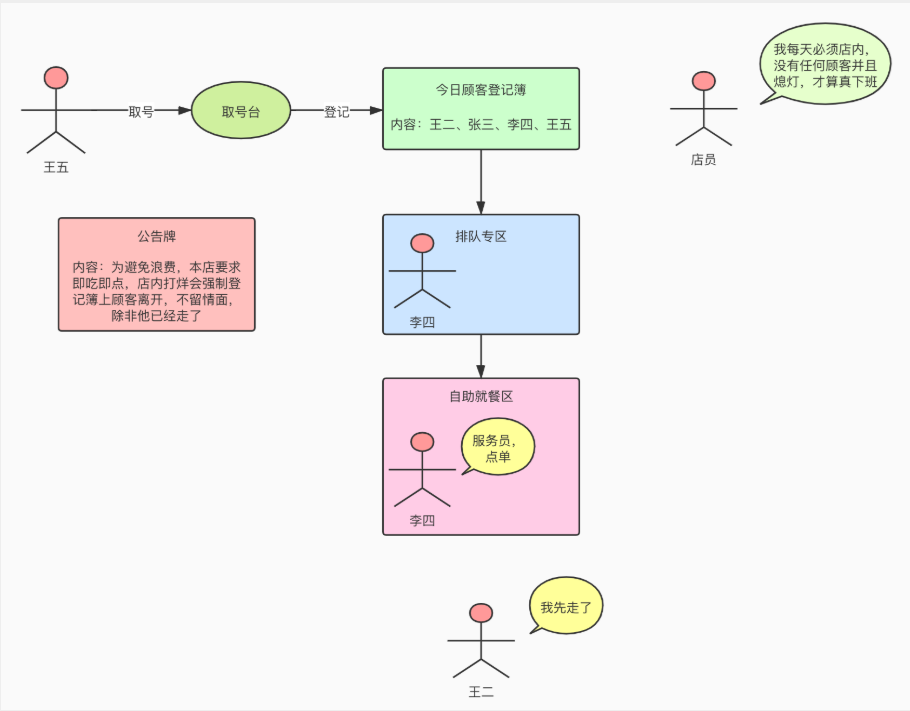 我每天必须店内，
没有任何顾客并且
熄灯，才算真下班
店员
王五
取号
取号台
登记
今日顾客登记簿
内容：王二、张三、李四、王五
公告牌
内容：为避免浪费，本店要求
即吃即点，店内打烊会强制登
记簿上顾客离开，不留情面，
除非他已经走了
排队专区
李四
自助就餐区
服务员，
点单
李四
我先走了
王二